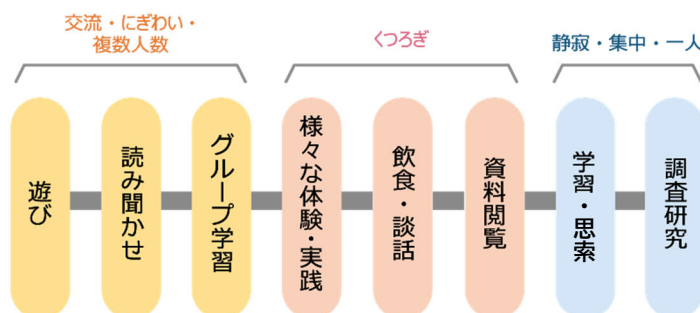 交流・にぎわい・
複数人数
くつろぎ
静寂・集中・一人
遊び
読み聞かせ
グループ学習
様々な体験・実践
飲食・談話
資料閲覧
学習・思索
調査研究